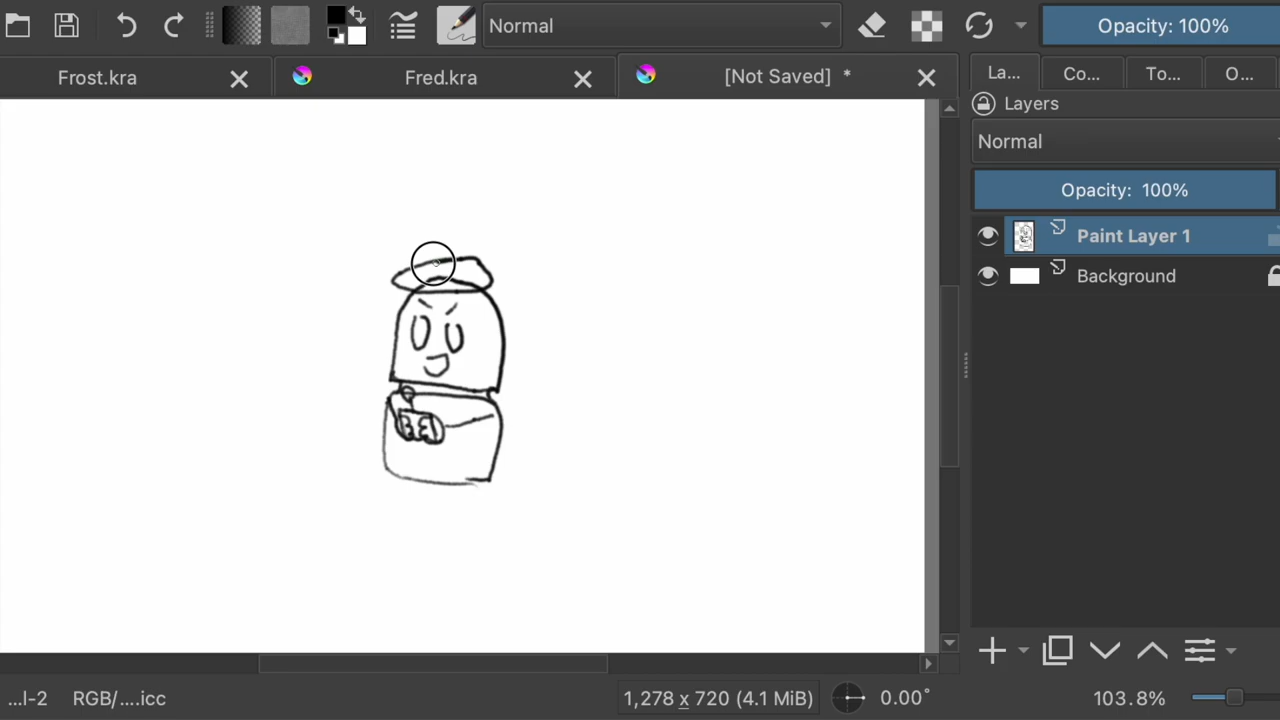 Normal
Opacity: 100%
Frost.kra
Fred.kra
[Not Saved] *
La...
Co...
To...
O...
Layers
Normal
Opacity: 100%
Paint Layer 1
Background
...l-2
RGB/....icc
1,278 x 720 (4.1 MiB)
0.00°
103.8%